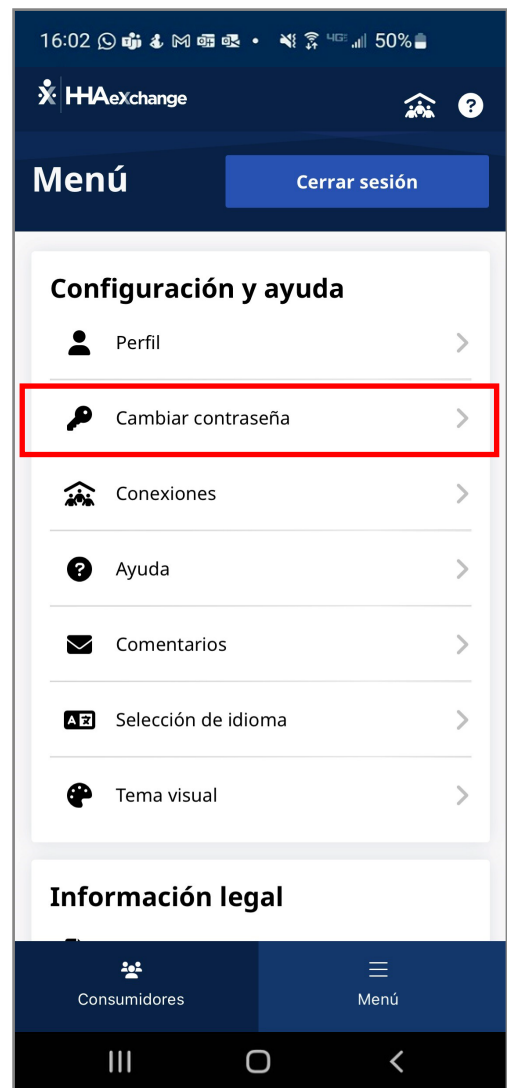 16:02 4GE 50%
HHAeXchange
Menú
Cerrar sesión
Configuración y ayuda
Perfil
Cambiar contraseña
Conexiones
Ayuda
Comentarios
Selección de idioma
Tema visual
Información legal
Consumidores
Menú